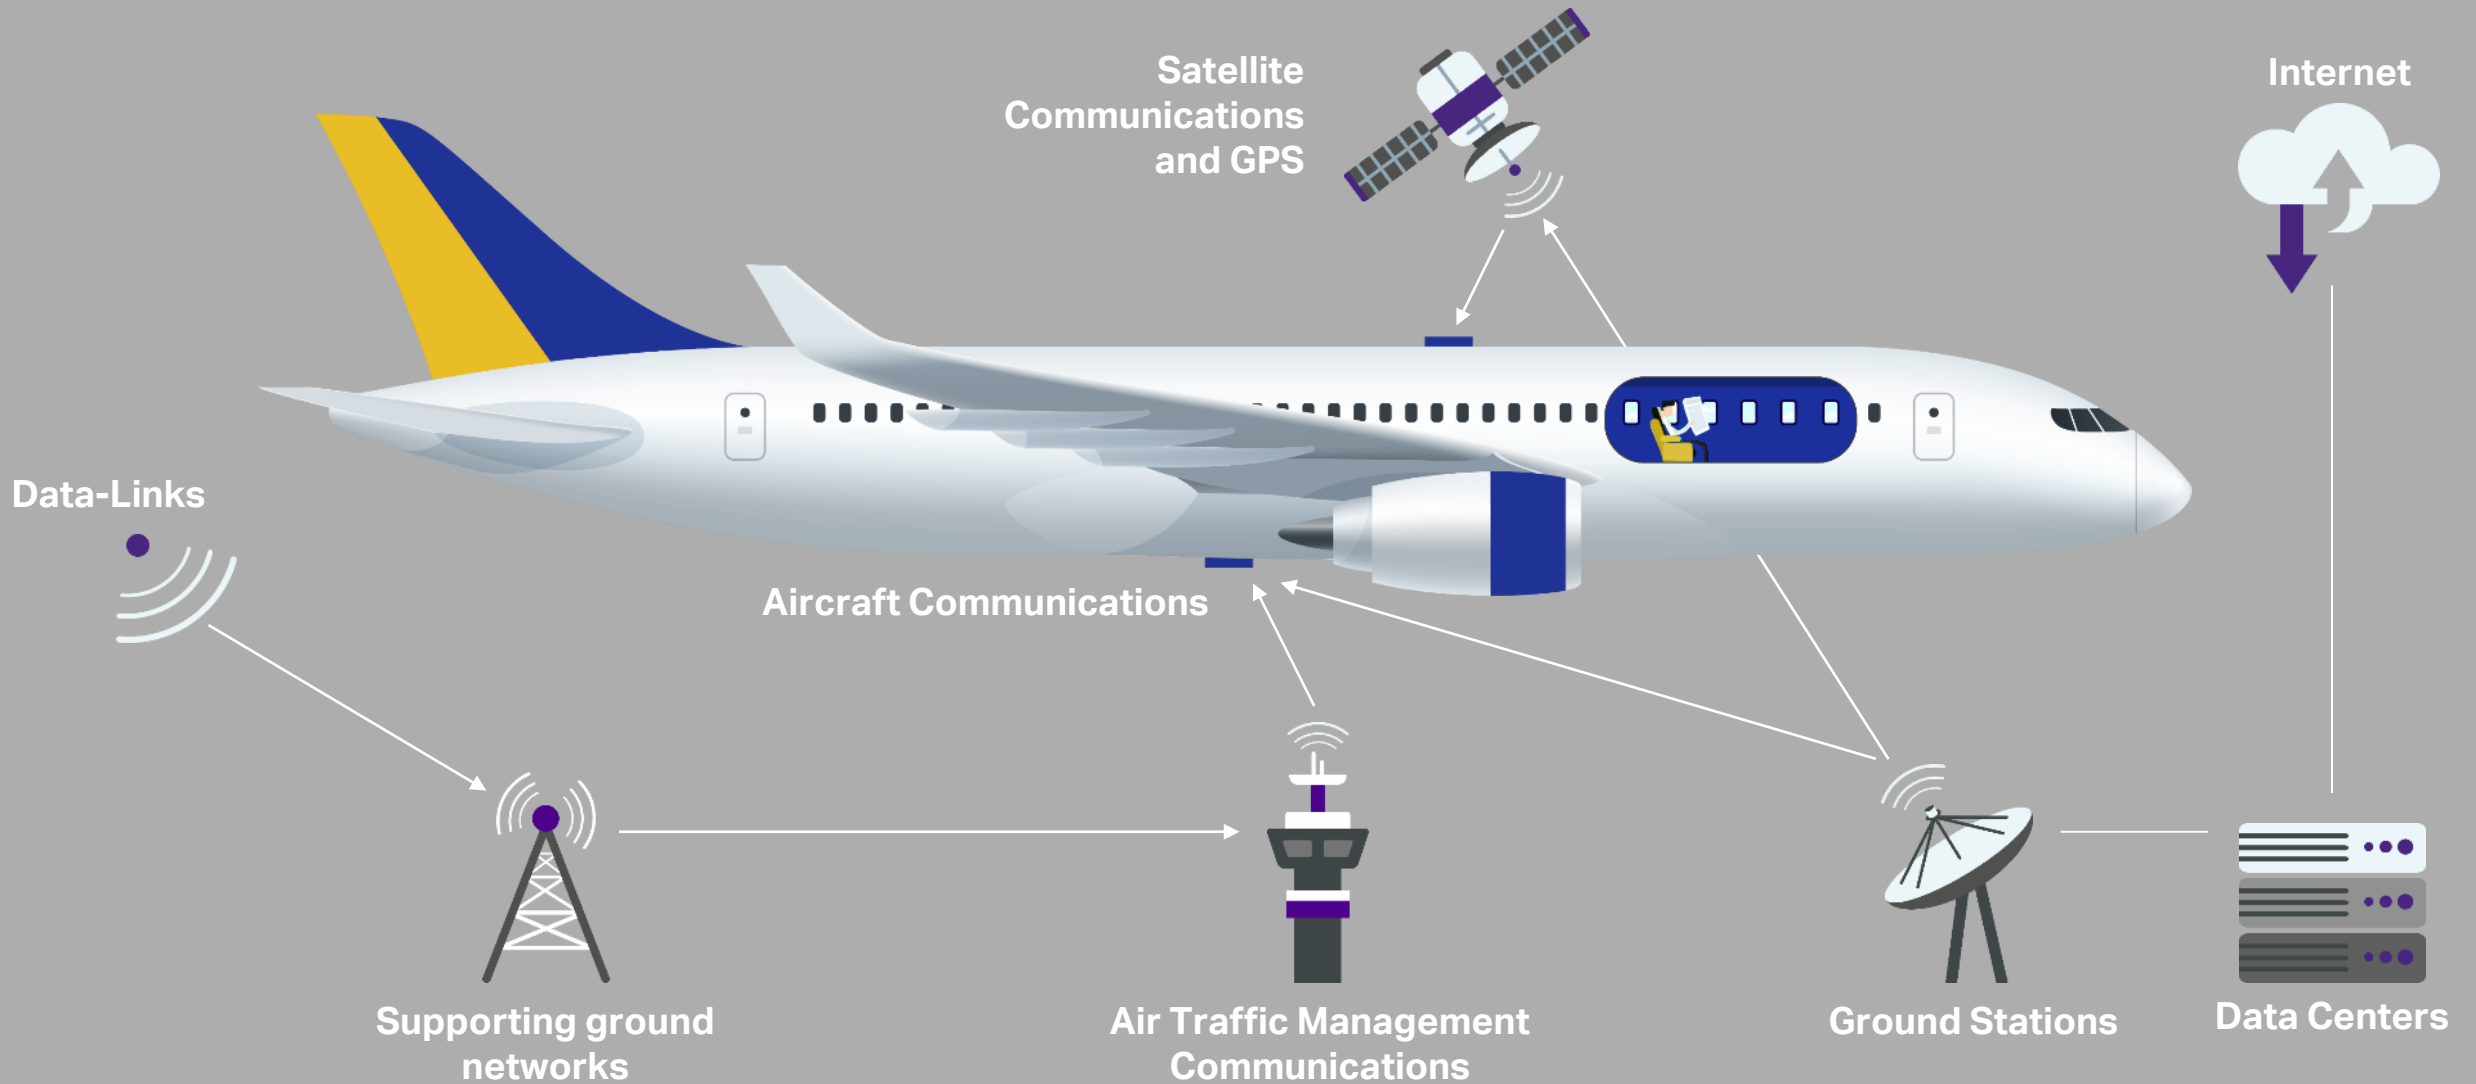 Satellite
Communications
and GPS
Internet
Data-Links
Aircraft Communications
Supporting ground
networks
Air Traffic Management
Communications
Ground Stations
Data Centers